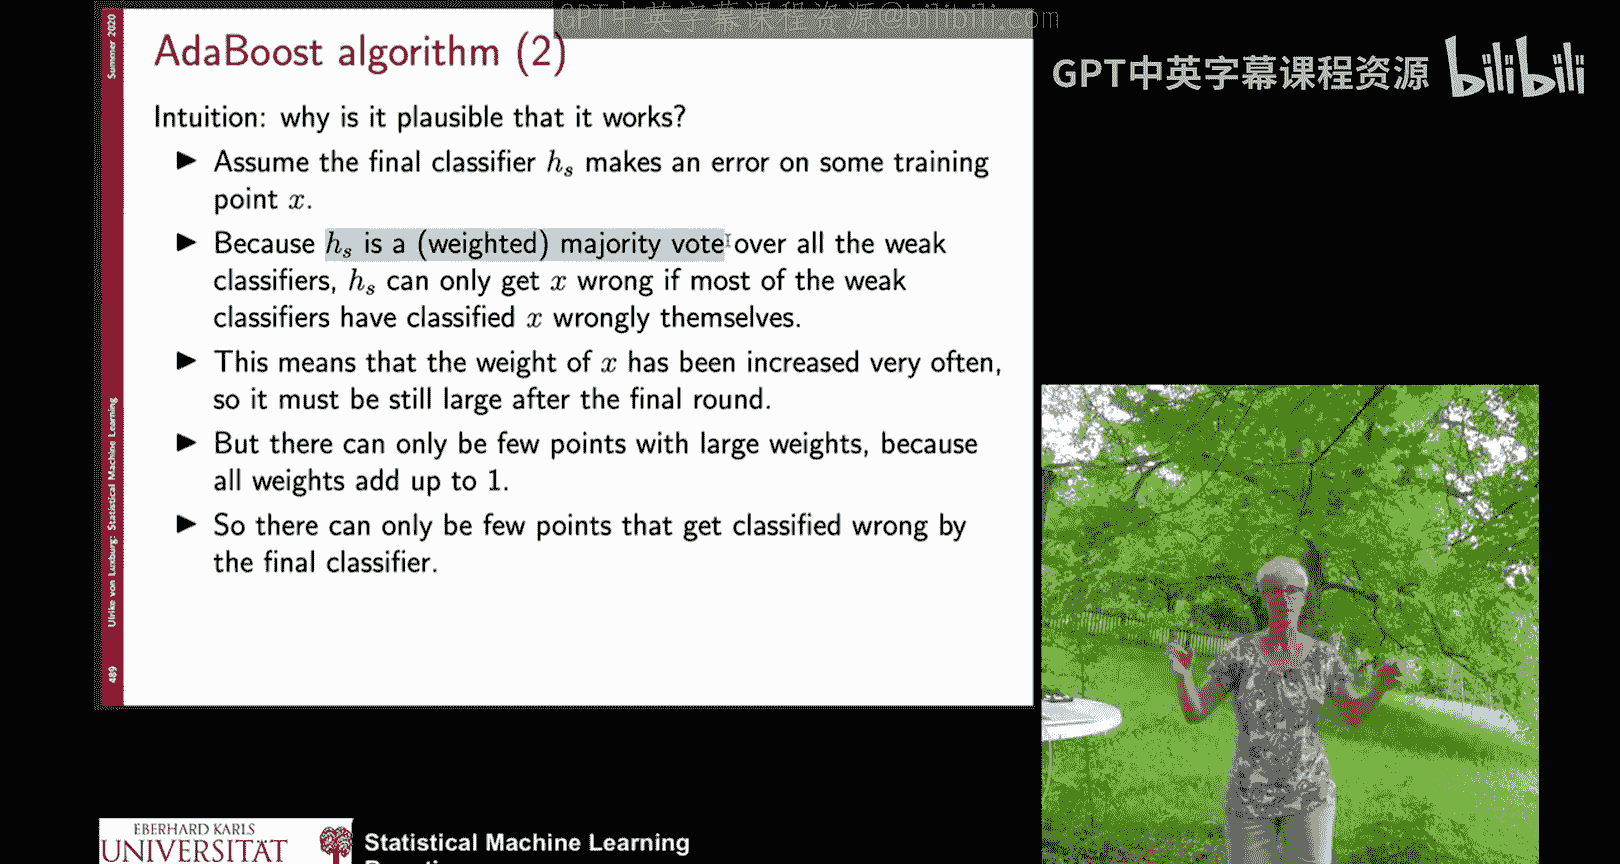 GPT中英字幕课程资源@bilibili.com
GPT中英字幕课程资源 bilibili
Summer 2020
AdaBoost algorithm (2)
Intuition: why is it plausible that it works?
▶ Assume the final classifier hₛ makes an error on some training
point x.
▶ Because hₛ is a (weighted) majority vote over all the weak
classifiers, hₛ can only get x wrong if most of the weak
classifiers have classified x wrongly themselves.
▶ This means that the weight of x has been increased very often,
so it must be still large after the final round.
▶ But there can only be few points with large weights, because
all weights add up to 1.
▶ So there can only be few points that get classified wrong by
the final classifier.
Ulrike von Luxburg: Statistical Machine Learning
489
EBERHARD KARLS
UNIVERSITÄT
Statistical Machine Learning